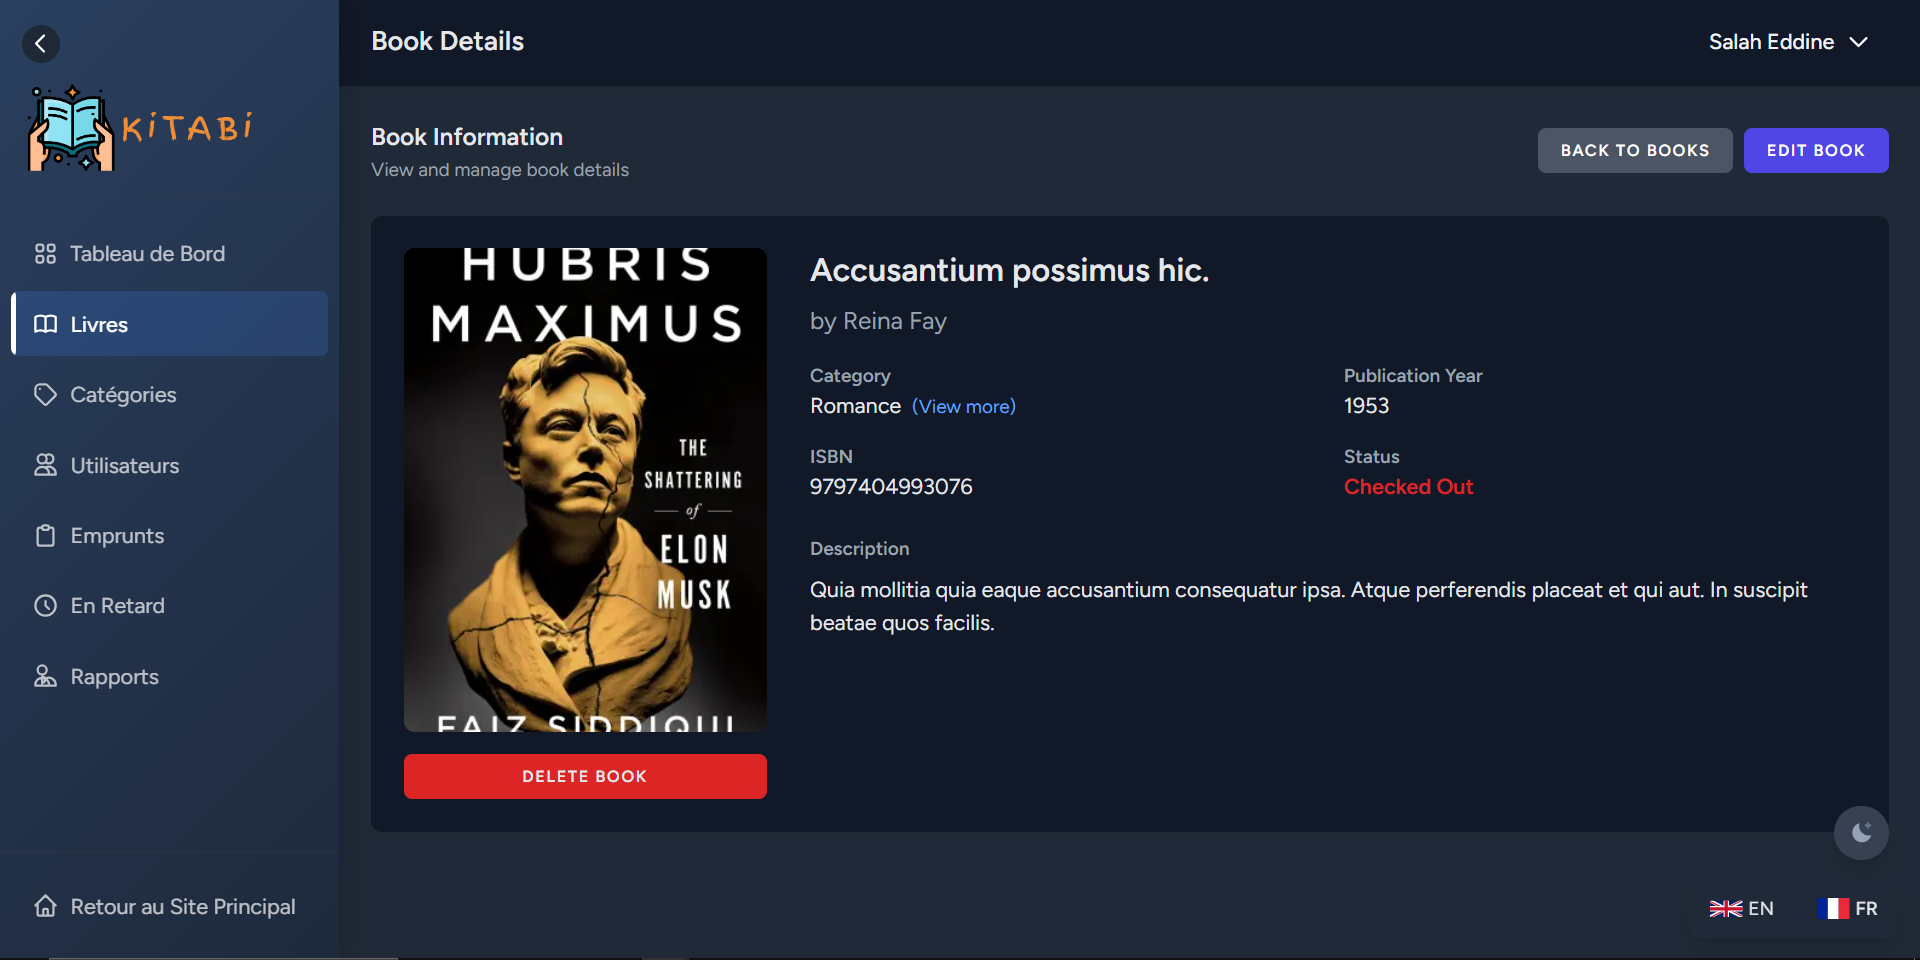 KiTABi
Tableau de Bord
Livres
Catégories
Utilisateurs
Emprunts
En Retard
Rapports
Retour au Site Principal
Book Details
Salah Eddine
Book Information
View and manage book details
BACK TO BOOKS
EDIT BOOK
HUBRIS
MAXIMUS
THE
SHATTERING
of
ELON
MUSK
FAIZ SIDDIQUI
DELETE BOOK
Accusantium possimus hic.
by Reina Fay
Category
Romance (View more)
Publication Year
1953
ISBN
9797404993076
Status
Checked Out
Description
Quia mollitia quia eaque accusantium consequatur ipsa. Atque perferendis placeat et qui aut. In suscipit
beatae quos facilis.
EN
FR